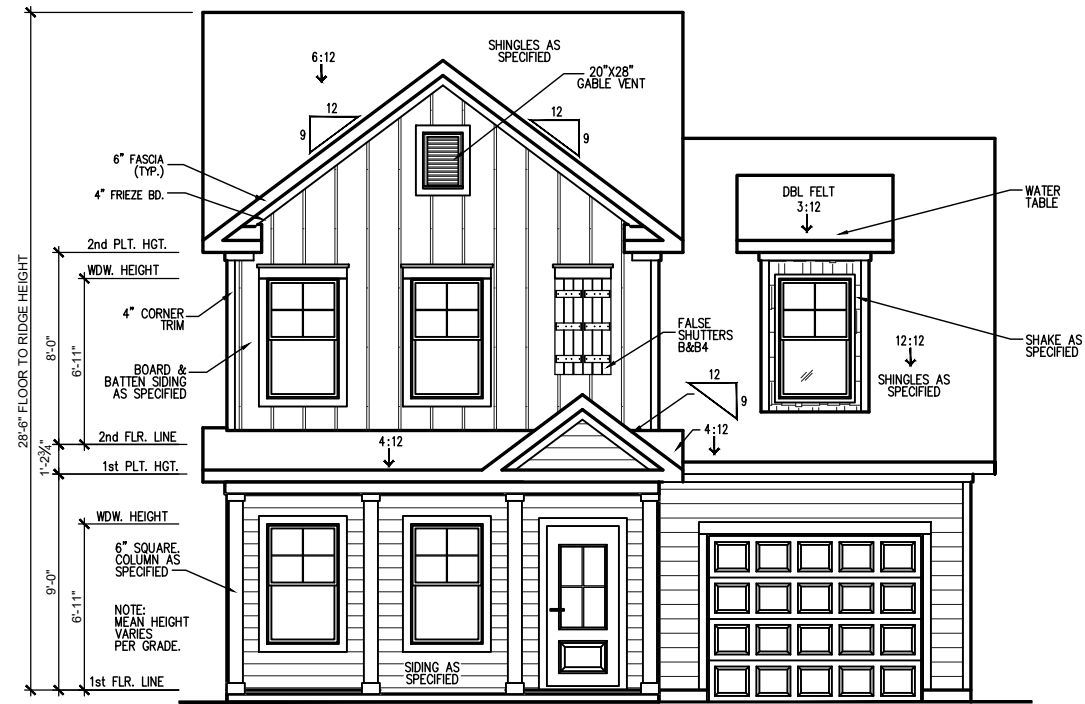 SHINGLES AS
SPECIFIED
6:12
20"X28"
GABLE VENT
12
9
12
9
6" FASCIA
(TYP.)
4" FRIEZE BD.
DBL FELT
3:12
WATER
TABLE
2nd PLT. HGT.
WDW. HEIGHT
28'-6" FLOOR TO RIDGE HEIGHT
8'-0"
6'-11"
4" CORNER
TRIM
FALSE
SHUTTERS
B&B4
SHAKE AS
SPECIFIED
12:12
SHINGLES AS
SPECIFIED
BOARD &
BATTEN SIDING
AS SPECIFIED
12
9
2nd FLR. LINE
4:12
4:12
1'-2¾"
1st PLT. HGT.
WDW. HEIGHT
6" SQUARE.
COLUMN AS
SPECIFIED
9'-0"
6'-11"
NOTE:
MEAN HEIGHT
VARIES
PER GRADE.
SIDING AS
SPECIFIED
1st FLR. LINE